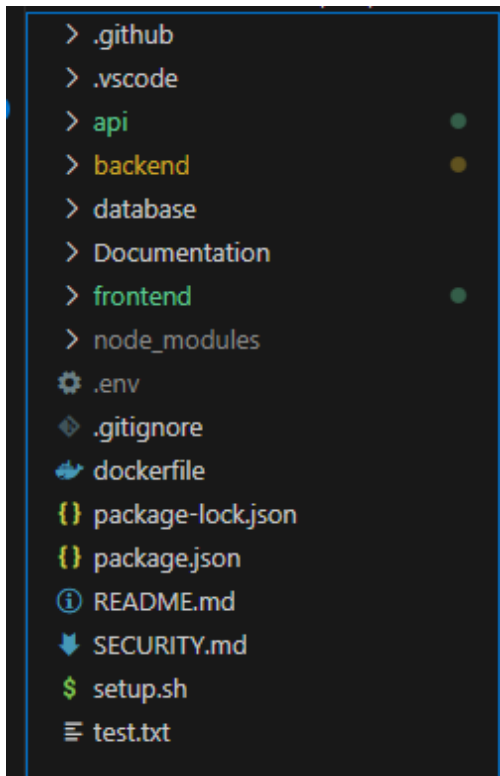 .github
.vscode
api
backend
database
Documentation
frontend
node_modules
.env
.gitignore
dockerfile
package-lock.json
package.json
README.md
SECURITY.md
setup.sh
test.txt